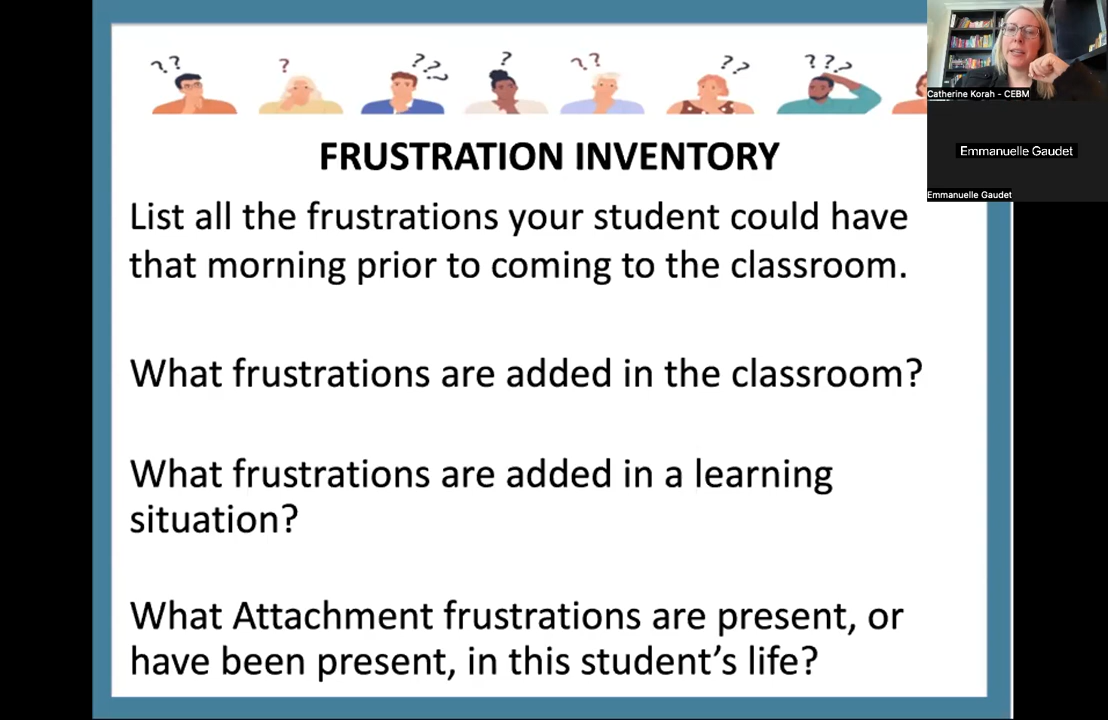 Catherine Korah - CEBM
Emmanuelle Gaudet
Emmanuelle Gaudet
?? ? ??? ? ?? ?? ???
FRUSTRATION INVENTORY
List all the frustrations your student could have
that morning prior to coming to the classroom.
What frustrations are added in the classroom?
What frustrations are added in a learning
situation?
What Attachment frustrations are present, or
have been present, in this student’s life?